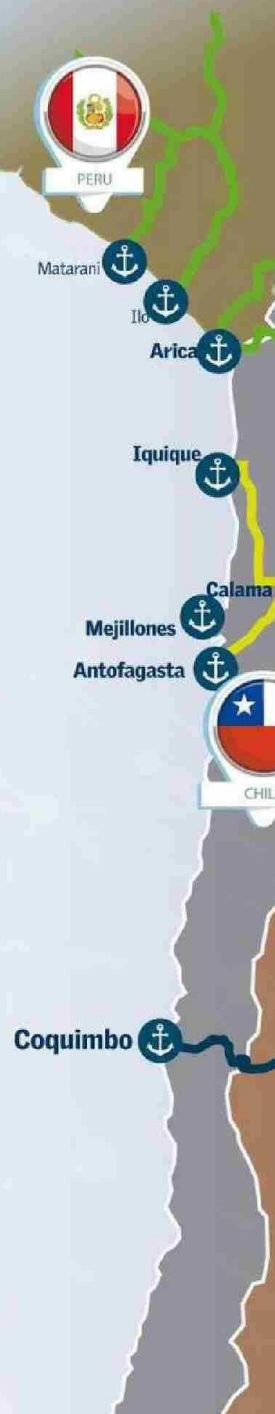 PERU
Matarani
Ilo
Arica
Iquique
Calama
Mejillones
Antofagasta
CHIL
Coquimbo